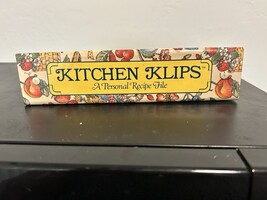 KITCHEN KLIPS™
A Personal Recipe File